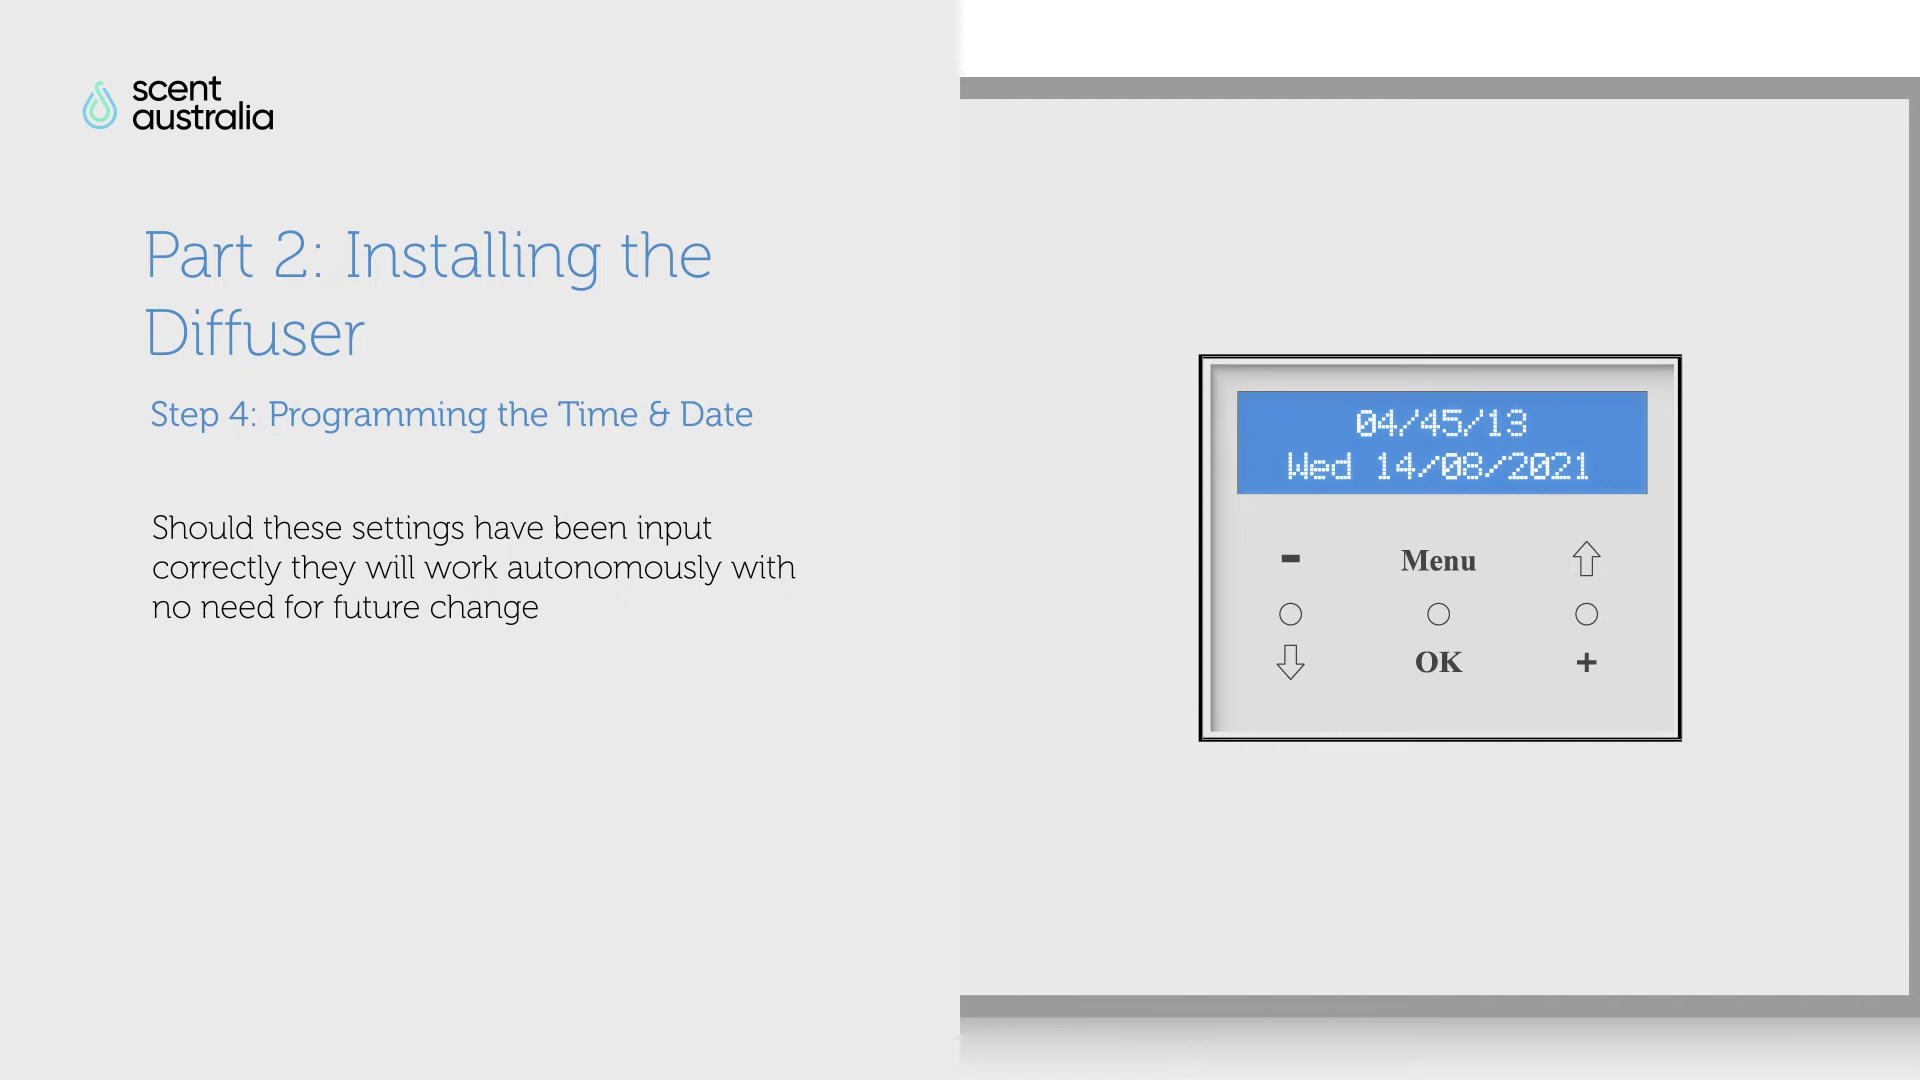 scent
australia
Part 2: Installing the
Diffuser
Step 4: Programming the Time & Date
Should these settings have been input
correctly they will work autonomously with
no need for future change
04/45/13
Wed 14/08/2021
- Menu
OK +